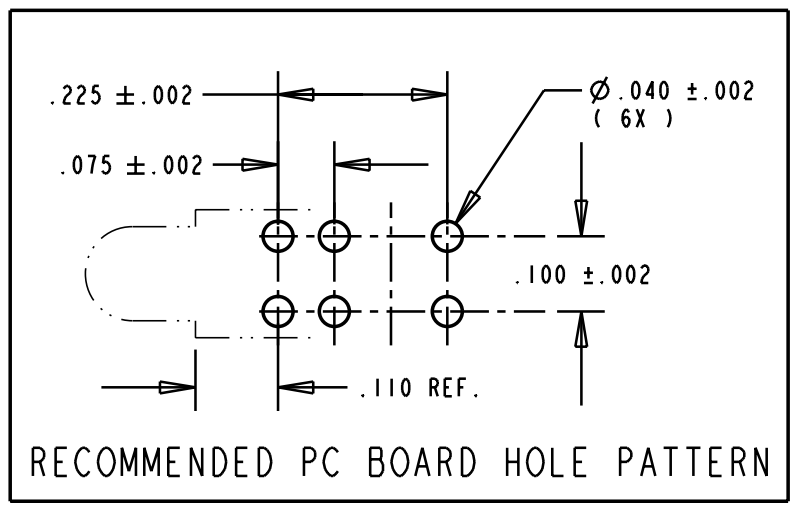 .225 ±.002
Ø.040 ±.002
( 6X )
.075 ±.002
.100 ±.002
.110 REF.
RECOMMENDED PC BOARD HOLE PATTERN